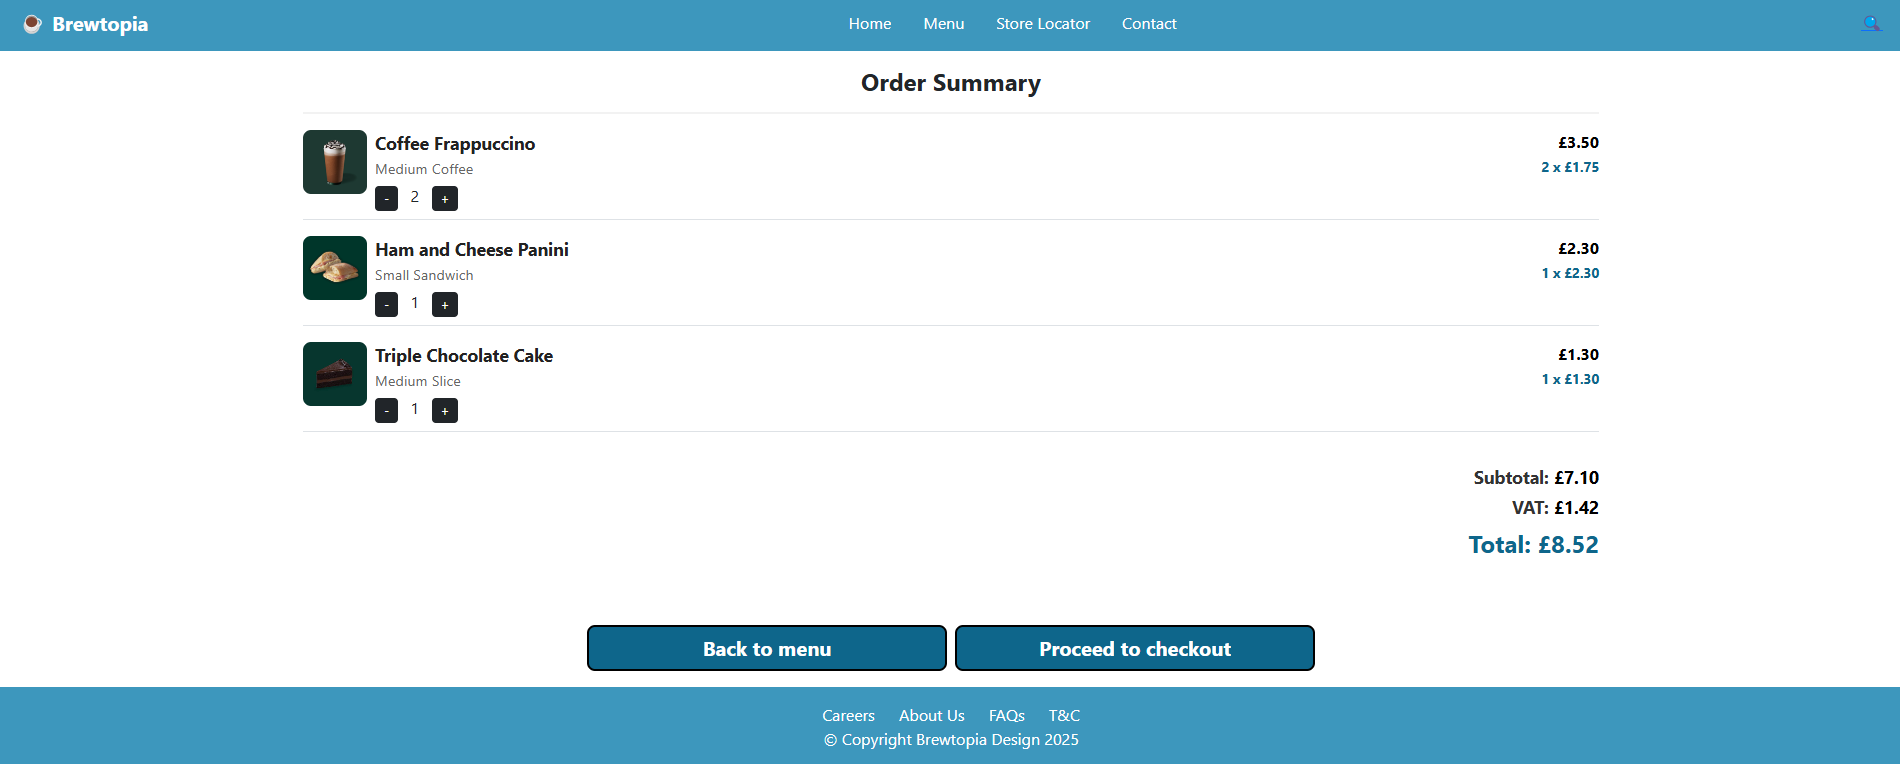 Brewtopia
Home Menu Store Locator Contact
Order Summary
Coffee Frappuccino
£3.50
Medium Coffee
2 x £1.75
- 2 +
Ham and Cheese Panini
£2.30
Small Sandwich
1 x £2.30
- 1 +
Triple Chocolate Cake
£1.30
Medium Slice
1 x £1.30
- 1 +
Subtotal: £7.10
VAT: £1.42
Total: £8.52
Back to menu
Proceed to checkout
Careers About Us FAQs T&C
© Copyright Brewtopia Design 2025